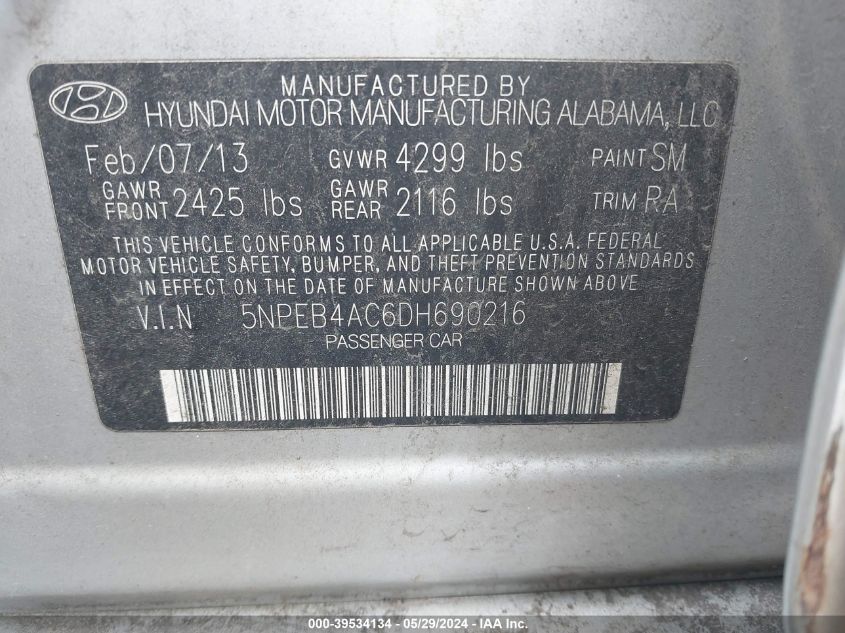 MANUFACTURED BY
HYUNDAI MOTOR MANUFACTURING ALABAMA, LLC
Feb/07/13 GVWR 4299 lbs PAINT SM
GAWR FRONT 2425 lbs GAWR REAR 2116 lbs TRIM RA
THIS VEHICLE CONFORMS TO ALL APPLICABLE U.S.A. FEDERAL
MOTOR VEHICLE SAFETY, BUMPER, AND THEFT PREVENTION STANDARDS
IN EFFECT ON THE DATE OF MANUFACTURE SHOWN ABOVE
V.I.N 5NPEB4AC6DH690216
PASSENGER CAR
000-39534134 - 05/29/2024 - IAA Inc.